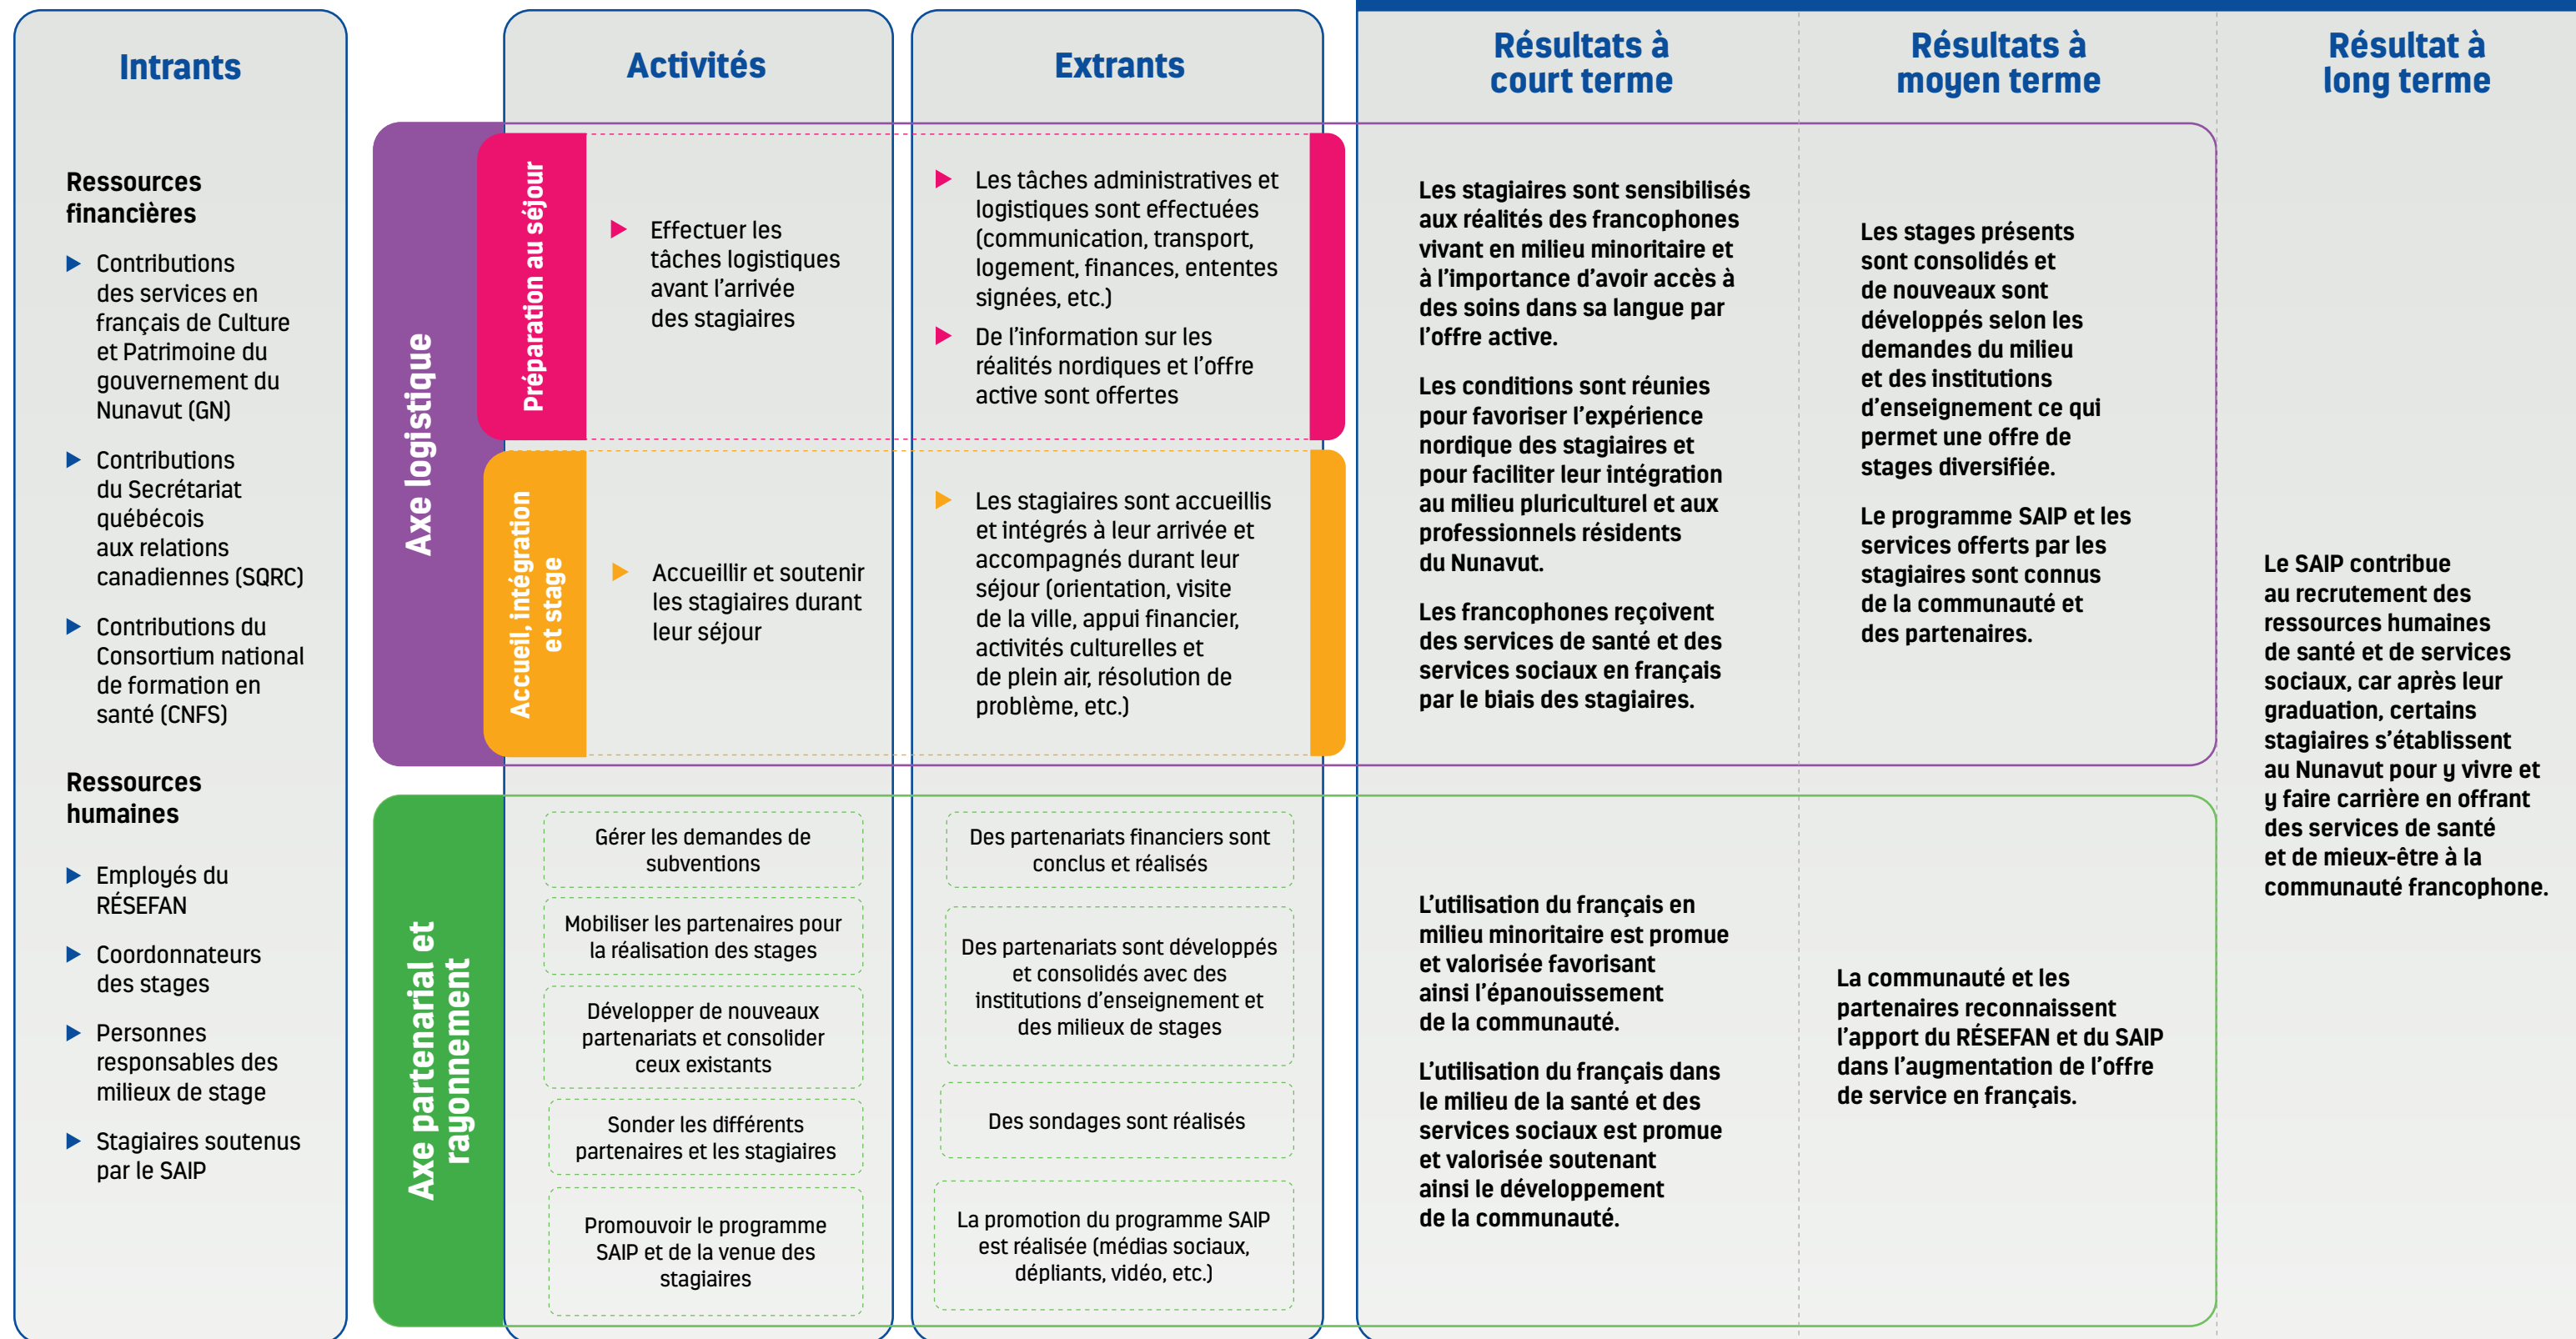 Intrants
Ressources
financières
Contributions
des services en
français de Culture
et Patrimoine du
gouvernement du
Nunavut (GN)
Contributions
du Secrétariat
québécois
aux relations
canadiennes (SQRC)
Contributions du
Consortium national
de formation en
santé (CNFS)
Ressources
humaines
Employés du
RÉSEFAN
Coordonnateurs
des stages
Personnes
responsables des
milieux de stage
Stagiaires soutenus
par le SAIP
Activités
Extrants
Résultats à
court terme
Résultats à
moyen terme
Résultat à
long terme
Axe logistique
Préparation au séjour
Effectuer les
tâches logistiques
avant l'arrivée
des stagiaires
Les tâches administratives et
logistiques sont effectuées
(communication, transport,
logement, finances, ententes
signées, etc.)
De l'information sur les
réalités nordiques et l'offre
active sont offertes
Accueil, intégration
et stage
Accueillir et soutenir
les stagiaires durant
leur séjour
Les stagiaires sont accueillis
et intégrés à leur arrivée et
accompagnés durant leur
séjour (orientation, visite
de la ville, appui financier,
activités culturelles et
de plein air, résolution de
problème, etc.)
Les stagiaires sont sensibilisés
aux réalités des francophones
vivant en milieu minoritaire et
à l'importance d'avoir accès à
des soins dans sa langue par
l'offre active.
Les conditions sont réunies
pour favoriser l'expérience
nordique des stagiaires et
pour faciliter leur intégration
au milieu pluriculturel et aux
professionnels résidents
du Nunavut.
Les francophones reçoivent
des services de santé et des
services sociaux en français
par le biais des stagiaires.
Les stages présents
sont consolidés et
de nouveaux sont
développés selon les
demandes du milieu
et des institutions
d'enseignement ce qui
permet une offre de
stages diversifiée.
Le programme SAIP et les
services offerts par les
stagiaires sont connus
de la communauté et
des partenaires.
Axe partenarial et
rayonnement
Gérer les demandes de
subventions
Mobiliser les partenaires pour
la réalisation des stages
Développer de nouveaux
partenariats et consolider
ceux existants
Sonder les différents
partenaires et les stagiaires
Promouvoir le programme
SAIP et de la venue des
stagiaires
Des partenariats financiers sont
conclus et réalisés
Des partenariats sont développés
et consolidés avec des
institutions d'enseignement et
des milieux de stages
Des sondages sont réalisés
La promotion du programme SAIP
est réalisée (médias sociaux,
dépliants, vidéo, etc.)
L'utilisation du français en
milieu minoritaire est promue
et valorisée favorisant
ainsi l'épanouissement
de la communauté.
L'utilisation du français dans
le milieu de la santé et des
services sociaux est promue
et valorisée soutenant
ainsi le développement
de la communauté.
La communauté et les
partenaires reconnaissent
l'apport du RÉSEFAN et du SAIP
dans l'augmentation de l'offre
de service en français.
Le SAIP contribue
au recrutement des
ressources humaines
de santé et de services
sociaux, car après leur
graduation, certains
stagiaires s'établissent
au Nunavut pour y vivre et
y faire carrière en offrant
des services de santé
et de mieux-être à la
communauté francophone.